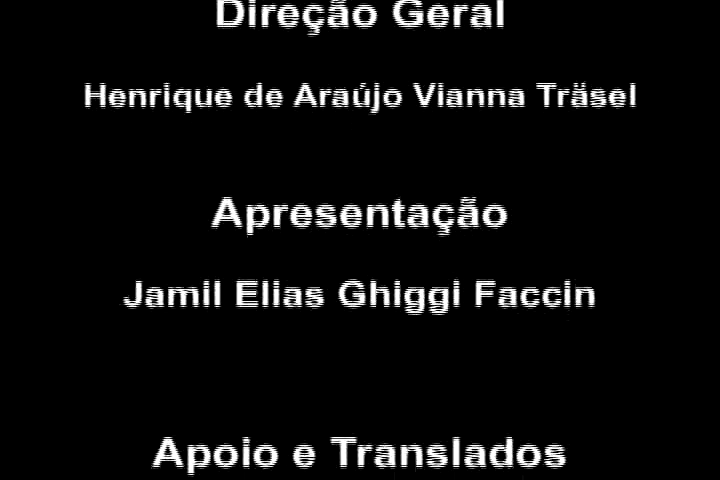 Direção Geral
Henrique de Araújo Vianna Träsel
Apresentação
Jamil Elias Ghiggi Faccin
Apoio e Translados